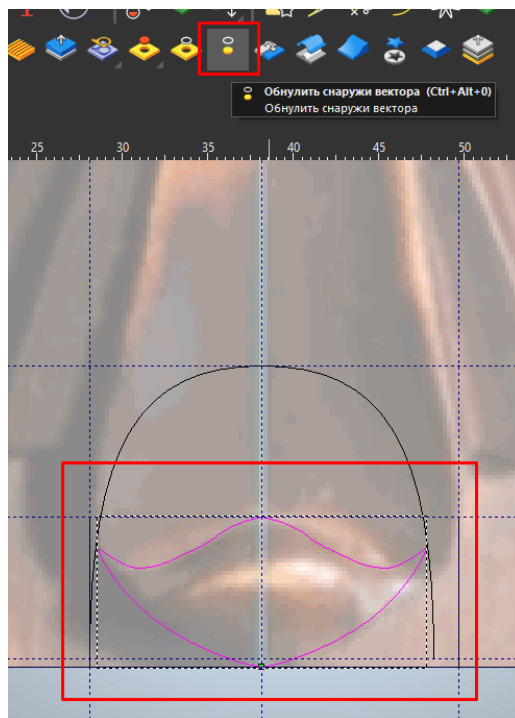 Обнулить снаружи вектора (Ctrl+Alt+0)
Обнулить снаружи вектора
25 30 35 40 45 50